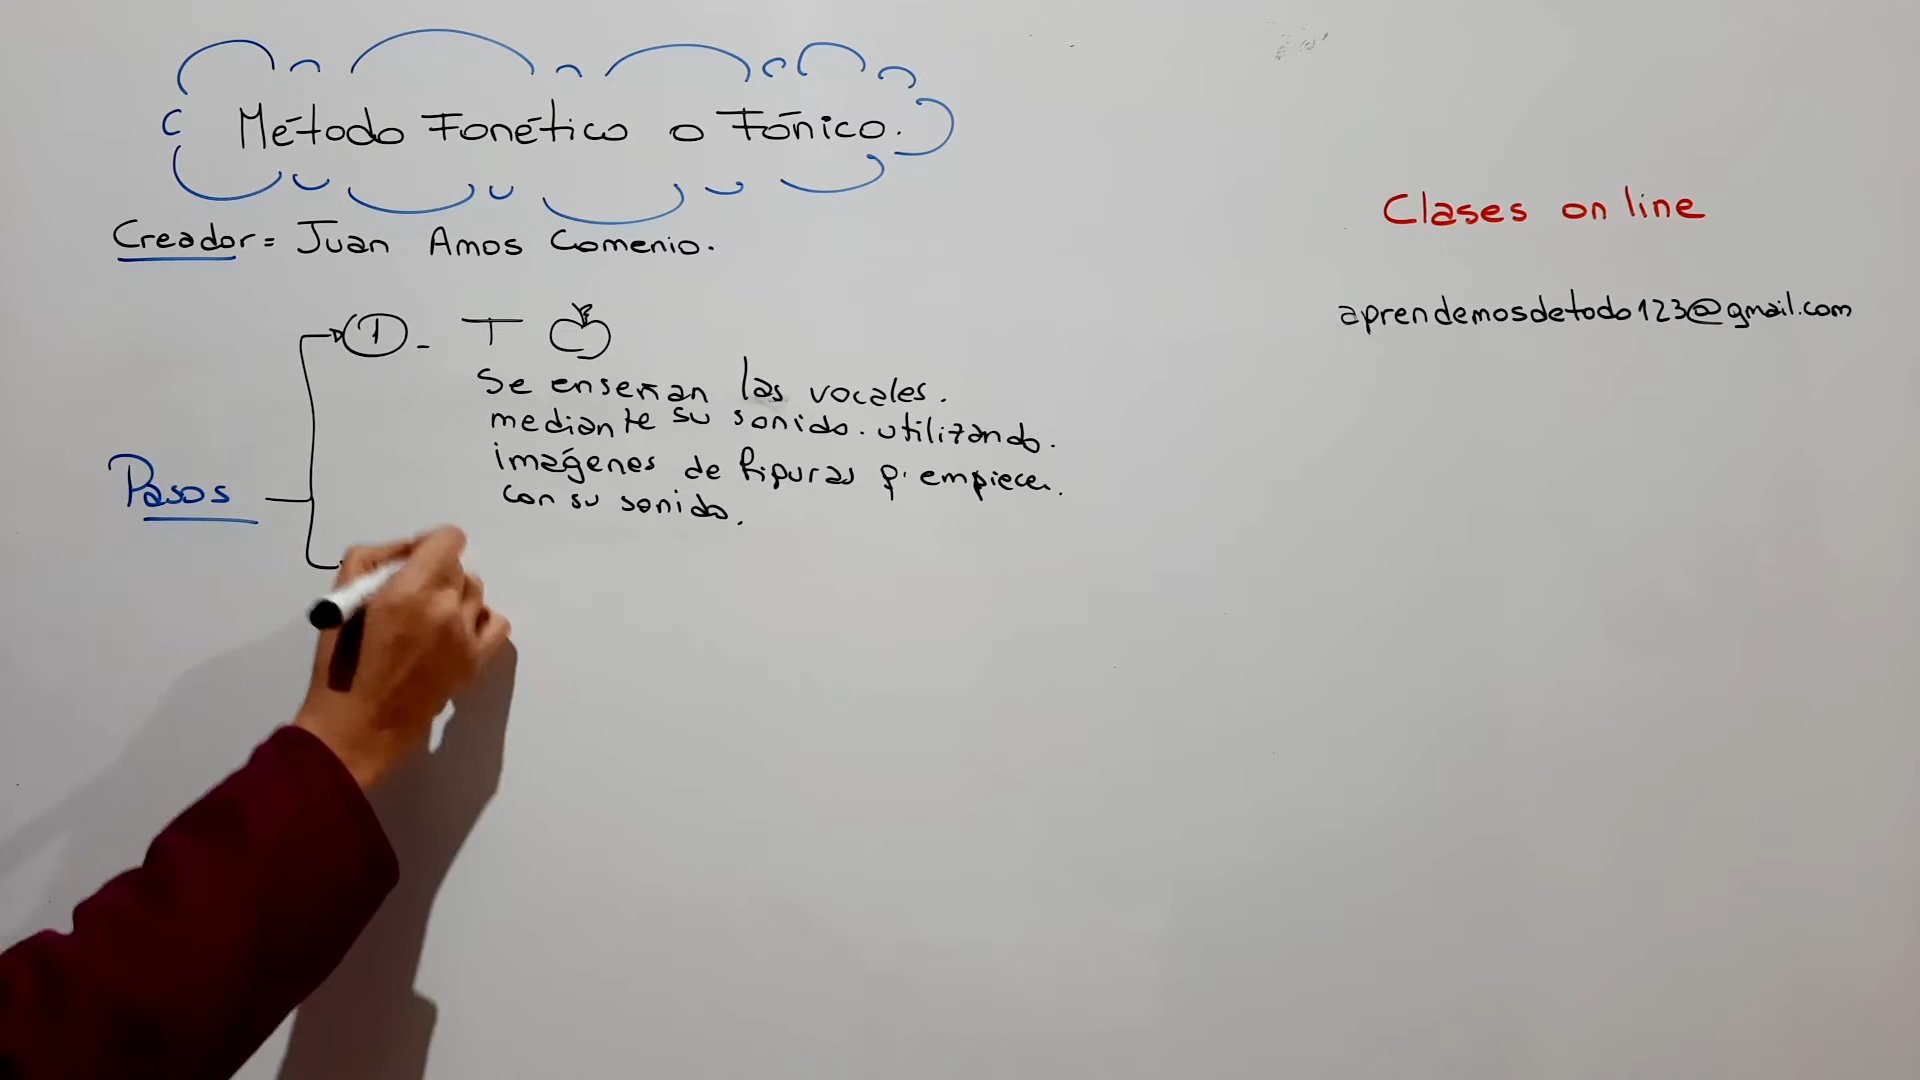 Método Fonético o Fónico.
Creador = Juan Amos Comenio.
Clases on line
aprendemosdetodo123@gmail.com
Pasos
1 - T
Se enseñan las vocales.
mediante su sonido. utilizando.
imágenes de figuras q. empiecen.
con su sonido.